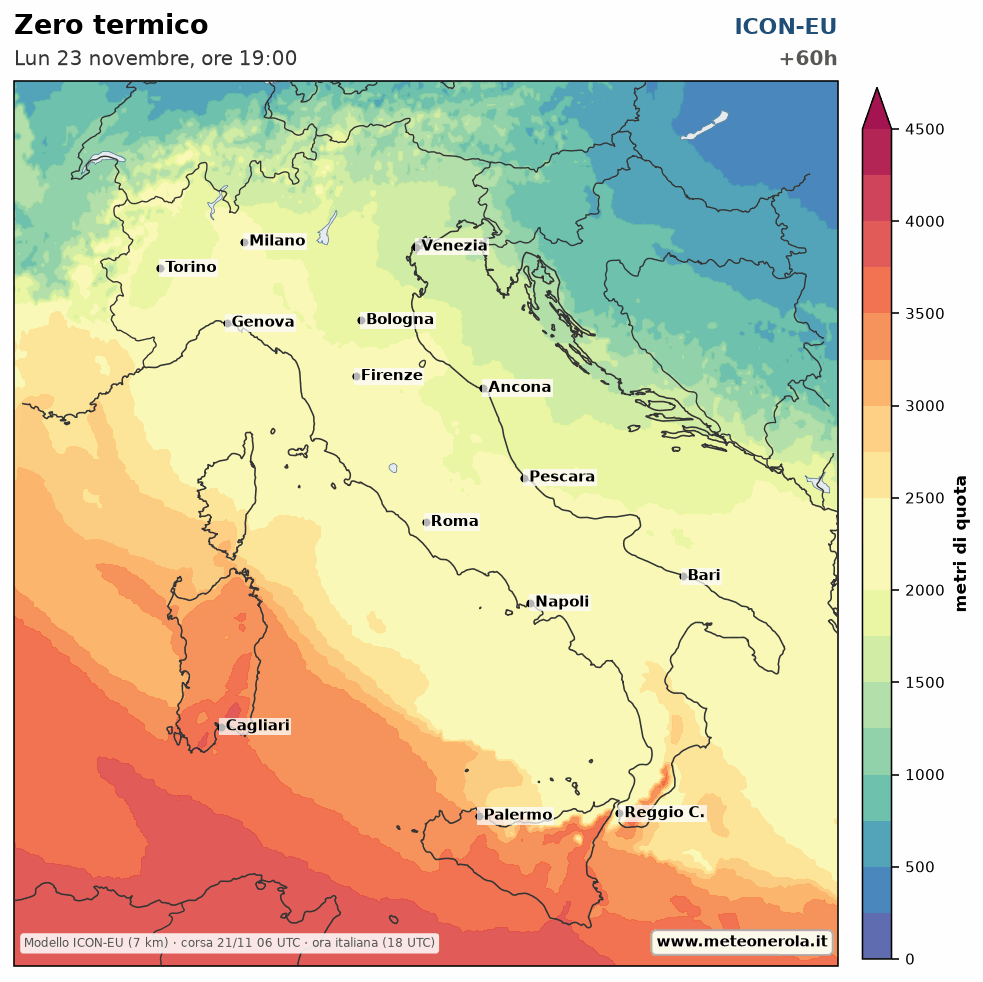 Zero termico
ICON-EU
Lun 23 novembre, ore 19:00
+60h
Milano
Venezia
Torino
Genova
Bologna
Firenze
Ancona
Pescara
Roma
Bari
Napoli
Cagliari
Palermo
Reggio C.
4500
4000
3500
3000
2500
2000
1500
1000
500
0
metri di quota
Modello ICON-EU (7 km) · corsa 21/11 06 UTC · ora italiana (18 UTC)
www.meteonerola.it